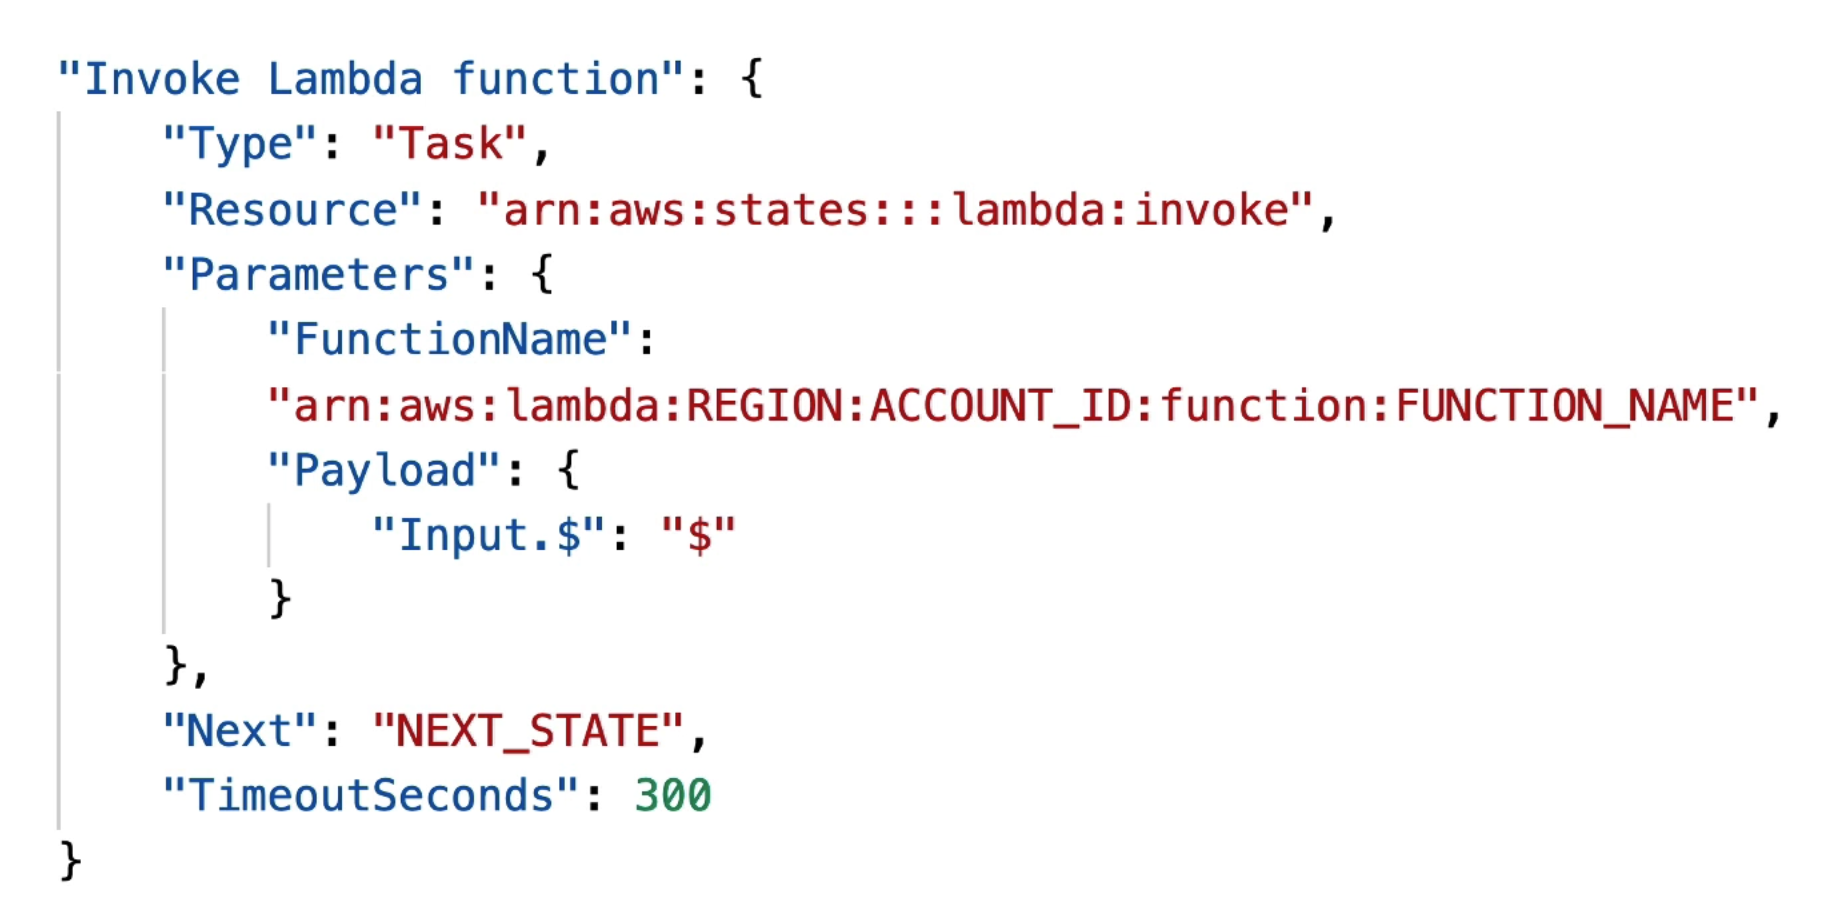 "Invoke Lambda function": {
"Type": "Task",
"Resource": "arn:aws:states:::lambda:invoke",
"Parameters": {
"FunctionName":
"arn:aws:lambda:REGION:ACCOUNT_ID:function:FUNCTION_NAME",
"Payload": {
"Input.$": "$"
}
},
"Next": "NEXT_STATE",
"TimeoutSeconds": 300
}